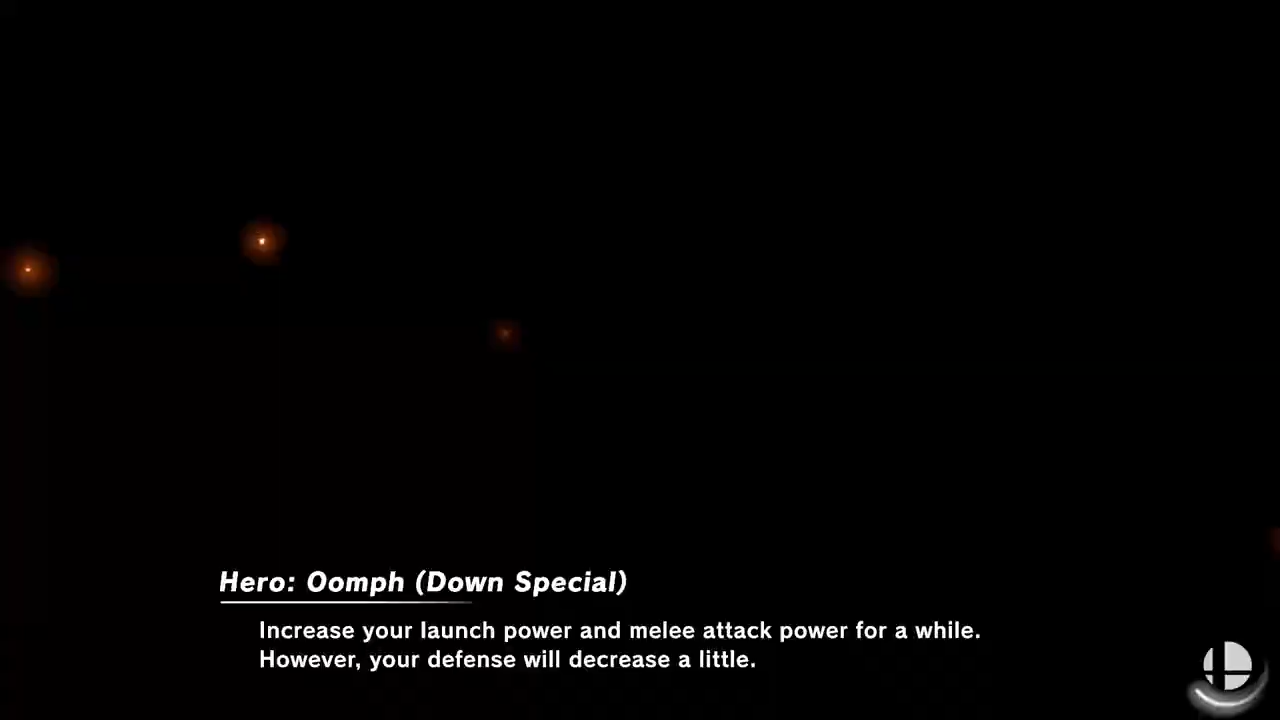 Hero: Oomph (Down Special)
Increase your launch power and melee attack power for a while.
However, your defense will decrease a little.